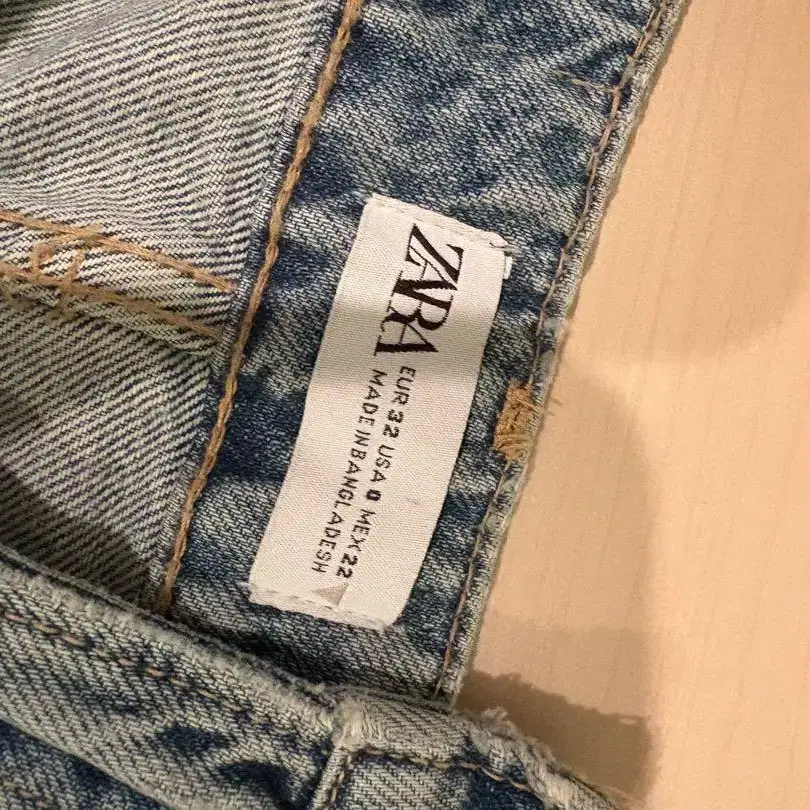 ZARA
EUR 32 USA 0 MEX 22
MADE IN BANGLADESH